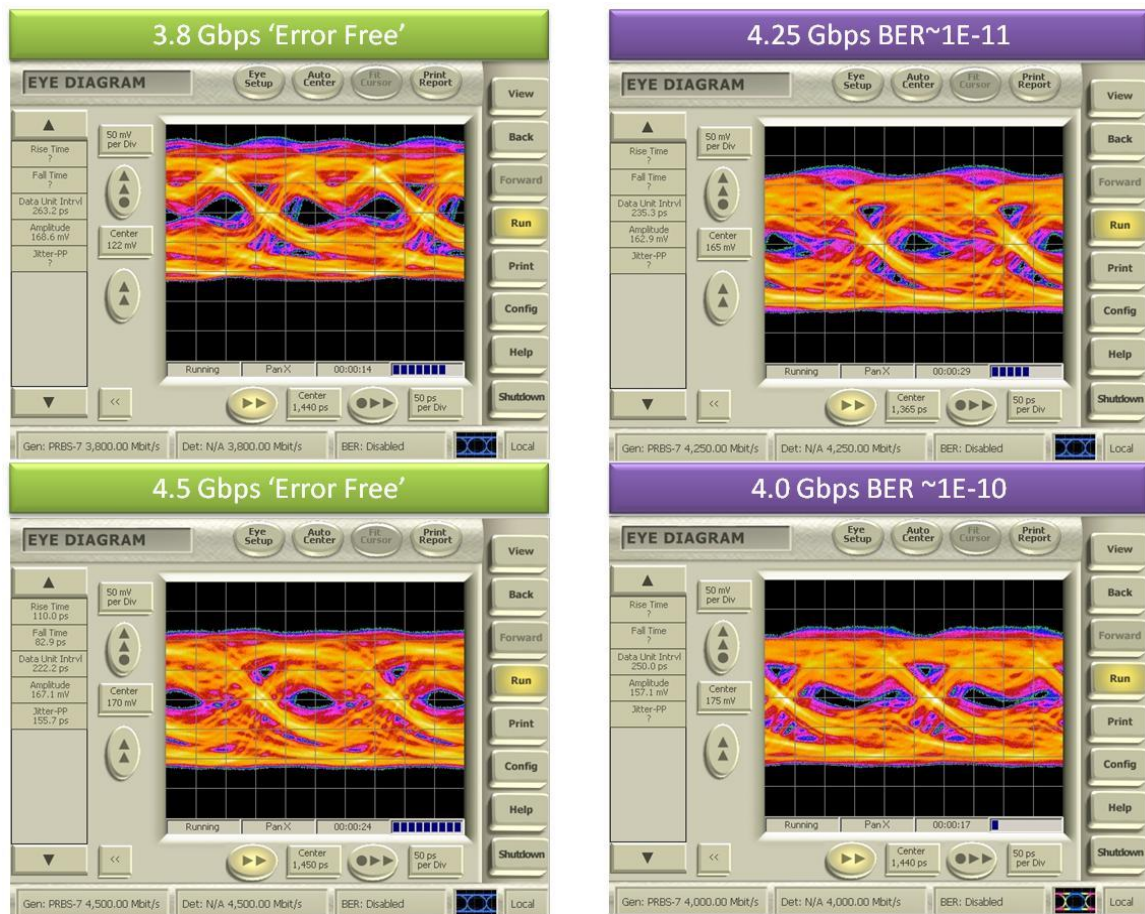 3.8 Gbps ‘Error Free’
EYE DIAGRAM
Eye Setup
Auto Center
Fit Cursor
Print Report
View
Back
Forward
Run
Print
Config
Help
Shutdown
Rise Time
?
Fall Time
?
Data Unit Intrvl
263.2 ps
Amplitude
168.6 mV
Jitter-PP
?
50 mV
per Div
Center
122 mV
Running
Pan X
00:00:14
<<
Center
1,440 ps
50 ps
per Div
Gen: PRBS-7 3,800.00 Mbit/s
Det: N/A 3,800.00 Mbit/s
BER: Disabled
Local
4.25 Gbps BER~1E-11
EYE DIAGRAM
Eye Setup
Auto Center
Fit Cursor
Print Report
View
Back
Forward
Run
Print
Config
Help
Shutdown
Rise Time
?
Fall Time
?
Data Unit Intrvl
235.3 ps
Amplitude
162.9 mV
Jitter-PP
?
50 mV
per Div
Center
165 mV
Running
Pan X
00:00:29
<<
Center
1,365 ps
50 ps
per Div
Gen: PRBS-7 4,250.00 Mbit/s
Det: N/A 4,250.00 Mbit/s
BER: Disabled
Local
4.5 Gbps ‘Error Free’
EYE DIAGRAM
Eye Setup
Auto Center
Fit Cursor
Print Report
View
Back
Forward
Run
Print
Config
Help
Shutdown
Rise Time
110.0 ps
Fall Time
82.9 ps
Data Unit Intrvl
222.2 ps
Amplitude
167.1 mV
Jitter-PP
155.7 ps
50 mV
per Div
Center
170 mV
Running
Pan X
00:00:24
<<
Center
1,450 ps
50 ps
per Div
Gen: PRBS-7 4,500.00 Mbit/s
Det: N/A 4,500.00 Mbit/s
BER: Disabled
Local
4.0 Gbps BER ~1E-10
EYE DIAGRAM
Eye Setup
Auto Center
Fit Cursor
Print Report
View
Back
Forward
Run
Print
Config
Help
Shutdown
Rise Time
?
Fall Time
?
Data Unit Intrvl
250.0 ps
Amplitude
157.1 mV
Jitter-PP
?
50 mV
per Div
Center
175 mV
Running
Pan X
00:00:17
<<
Center
1,440 ps
50 ps
per Div
Gen: PRBS-7 4,000.00 Mbit/s
Det: N/A 4,000.00 Mbit/s
BER: Disabled
Local